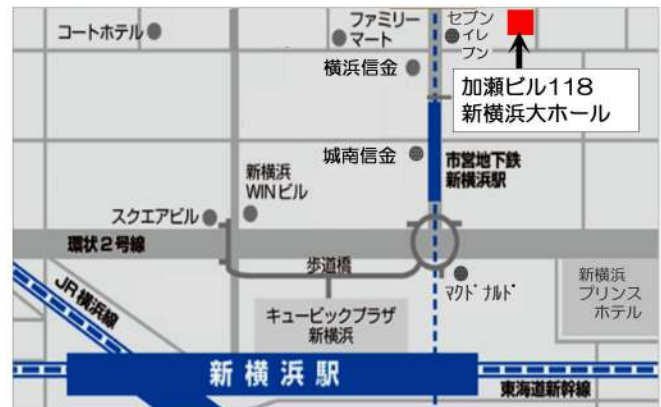 コートホテル
ファミリー
マート
セブン
イレ
ブン
横浜信金
加瀬ビル118
新横浜大ホール
城南信金
市営地下鉄
新横浜駅
新横浜
WINビル
スクエアビル
環状2号線
歩道橋
マクドナルド
新横浜
プリンス
ホテル
JR横浜線
キュービックプラザ
新横浜
新横浜駅
東海道新幹線